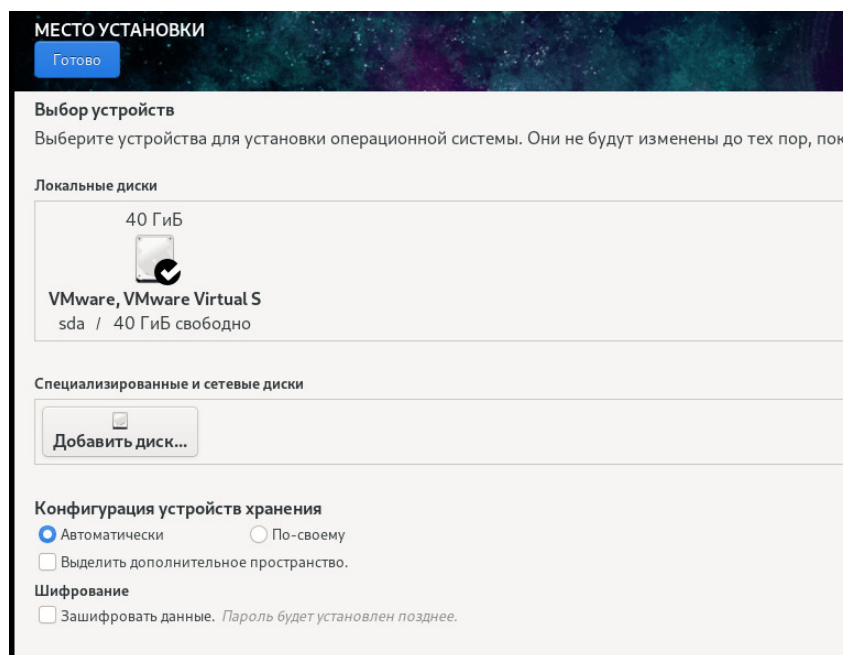 МЕСТО УСТАНОВКИ
Готово
Выбор устройств
Выберите устройства для установки операционной системы. Они не будут изменены до тех пор, пок
Локальные диски
40 ГиБ
VMware, VMware Virtual S
sda / 40 ГиБ свободно
Специализированные и сетевые диски
Добавить диск...
Конфигурация устройств хранения
Автоматически По-своему
Выделить дополнительное пространство.
Шифрование
Зашифровать данные. Пароль будет установлен позднее.